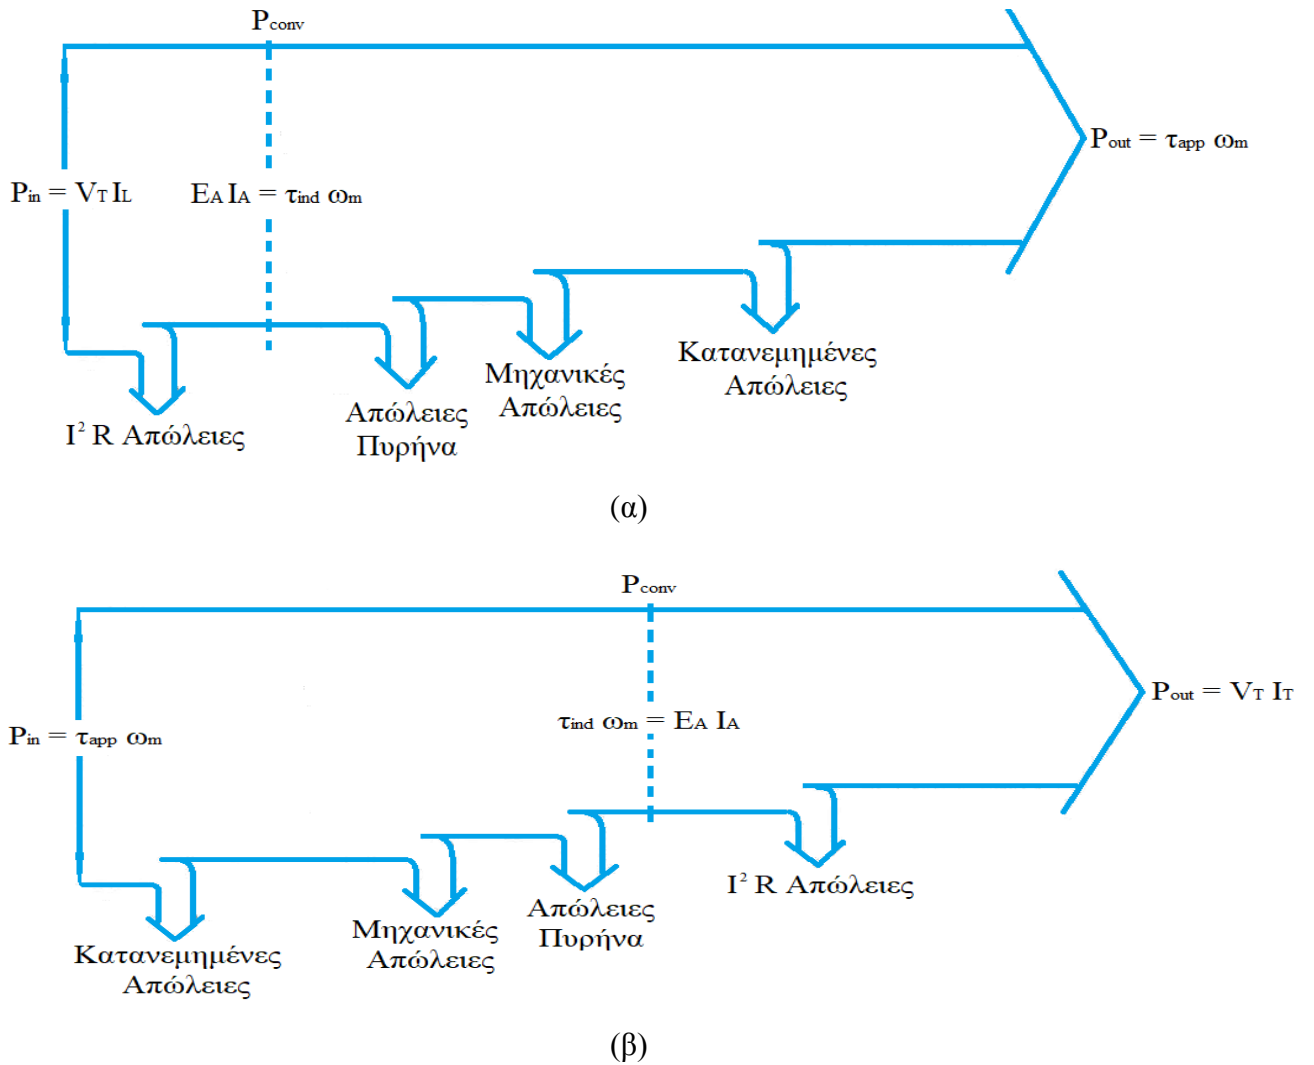 Pconv
Pin = VT IL
EA IA = τind ωm
Pout = τapp ωm
I² R Απώλειες
Απώλειες
Πυρήνα
Μηχανικές
Απώλειες
Κατανεμημένες
Απώλειες
(α)
Pconv
Pin = τapp ωm
τind ωm = EA IA
Pout = VT IT
Κατανεμημένες
Απώλειες
Μηχανικές
Απώλειες
Απώλειες
Πυρήνα
I² R Απώλειες
(β)